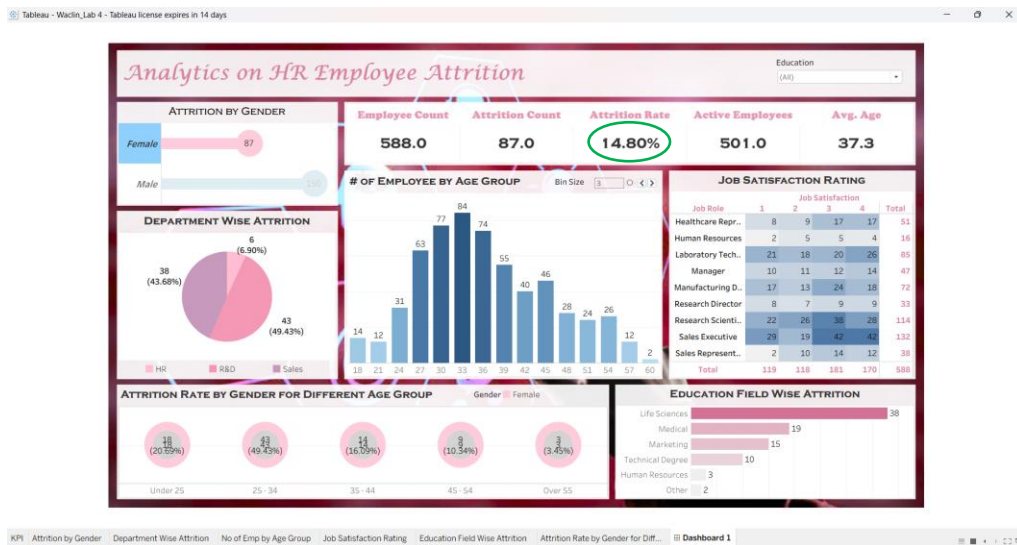 Tableau - Waclin_Lab 4 - Tableau license expires in 14 days
Analytics on HR Employee Attrition
Education
(All)
ATTRITION BY GENDER
Female 87
Male 150
Employee Count Attrition Count Attrition Rate Active Employees Avg. Age
588.0 87.0 14.80% 501.0 37.3
DEPARTMENT WISE ATTRITION
6
(6.90%)
38
(43.68%)
43
(49.43%)
HR R&D Sales
# OF EMPLOYEE BY AGE GROUP Bin Size 3
14 12 31 63 77 84 74 55 40 46 28 24 26 12 2
18 21 24 27 30 33 36 39 42 45 48 51 54 57 60
JOB SATISFACTION RATING
Job Satisfaction
Job Role 1 2 3 4 Total
Healthcare Repr.. 8 9 17 17 51
Human Resources 2 5 5 4 16
Laboratory Tech.. 21 18 20 26 85
Manager 10 11 12 14 47
Manufacturing D.. 17 13 24 18 72
Research Director 8 7 9 9 33
Research Scienti.. 22 26 38 28 114
Sales Executive 29 19 42 42 132
Sales Represent.. 2 10 14 12 38
Total 119 118 181 170 588
ATTRITION RATE BY GENDER FOR DIFFERENT AGE GROUP Gender Female
18 43 14 9 3
(20.69%) (49.43%) (16.09%) (10.34%) (3.45%)
Under 25 25 - 34 35 - 44 45 - 54 Over 55
EDUCATION FIELD WISE ATTRITION
Life Sciences 38
Medical 19
Marketing 15
Technical Degree 10
Human Resources 3
Other 2
KPI Attrition by Gender Department Wise Attrition No of Emp by Age Group Job Satisfaction Rating Education Field Wise Attrition Attrition Rate by Gender for Diff... Dashboard 1